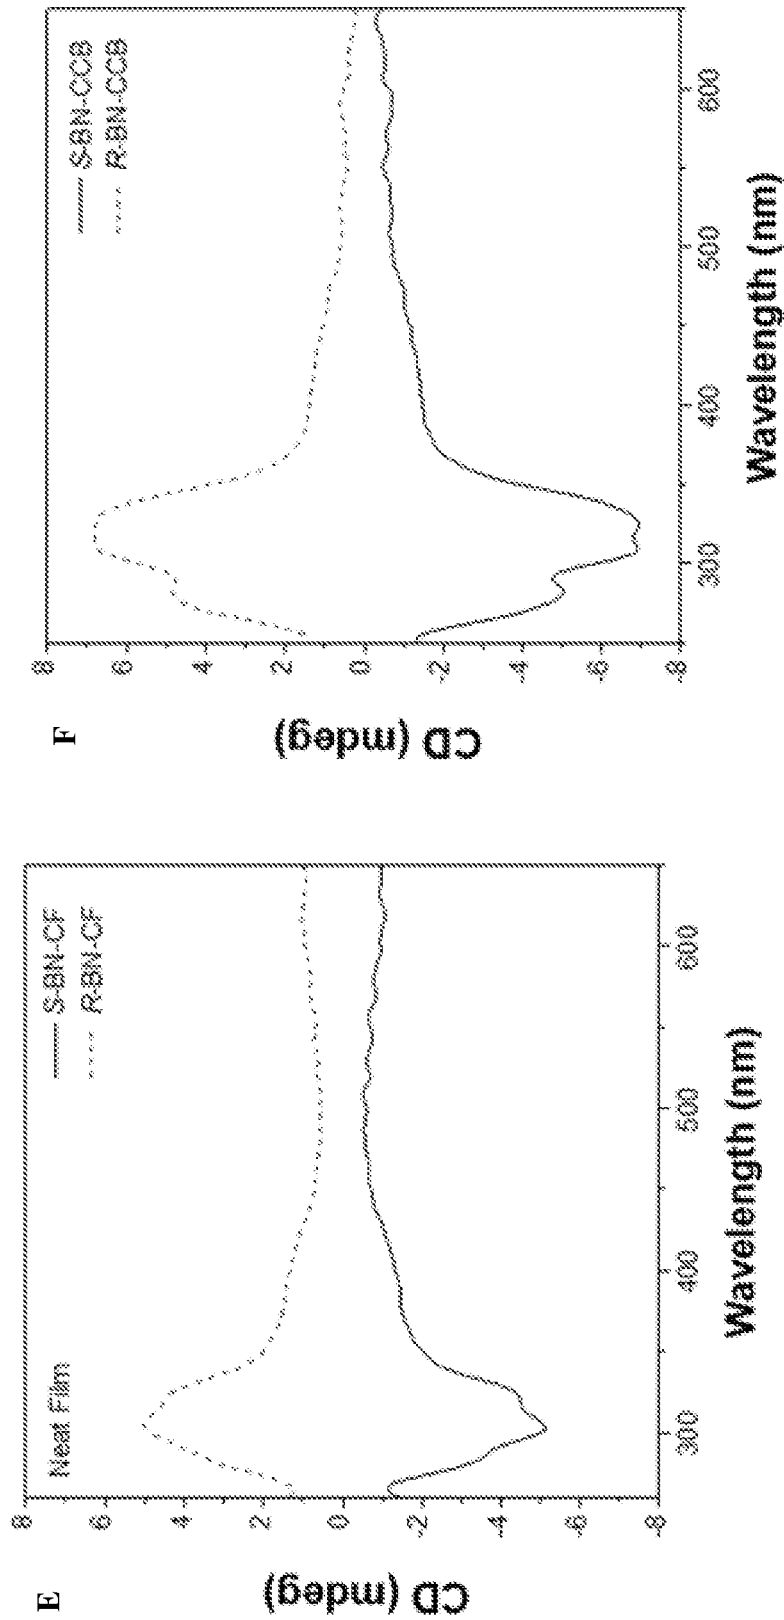 E
Neat Film
S-BN-CF
R-BN-CF
8
6
4
2
0
-2
-4
-6
-8
CD (mdeg)
300
400
500
600
Wavelength (nm)
F
S-BN-CCB
R-BN-CCB
8
6
4
2
0
-2
-4
-6
-8
CD (mdeg)
300
400
500
600
Wavelength (nm)